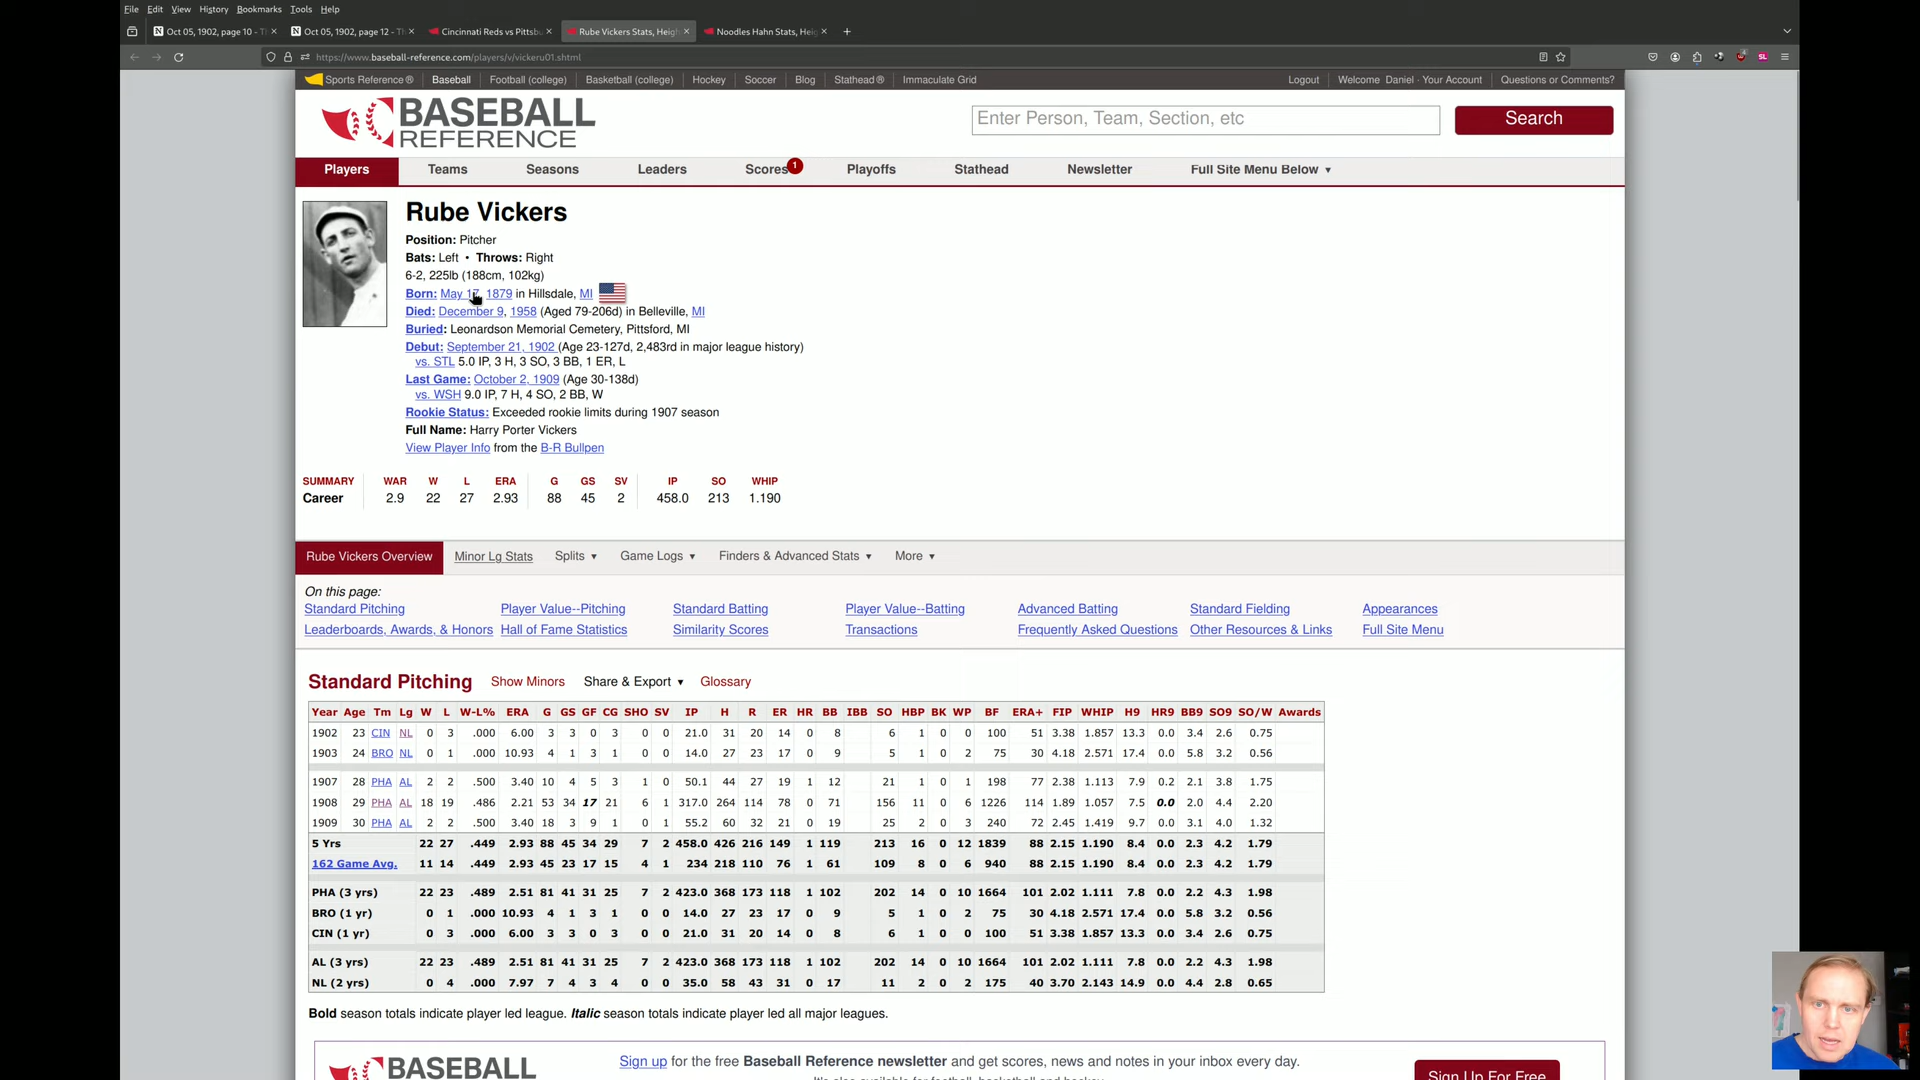 File Edit View History Bookmarks Tools Help
Oct 05, 1902, page 10 - T × Oct 05, 1902, page 12 - Th × Cincinnati Reds vs Pittsb × Rube Vickers Stats, Heigh × Noodles Hahn Stats, Heig × +
https://www.baseball-reference.com/players/v/vickeru01.shtml
Sports Reference ® Baseball Football (college) Basketball (college) Hockey Soccer Blog Stathead ® Immaculate Grid Logout Welcome Daniel · Your Account Questions or Comments?
BASEBALL
REFERENCE
Enter Person, Team, Section, etc Search
Players Teams Seasons Leaders Scores 1 Playoffs Stathead Newsletter Full Site Menu Below ▼
Rube Vickers
Position: Pitcher
Bats: Left • Throws: Right
6-2, 225lb (188cm, 102kg)
Born: May 17, 1879 in Hillsdale, MI
Died: December 9, 1958 (Aged 79-206d) in Belleville, MI
Buried: Leonardson Memorial Cemetery, Pittsford, MI
Debut: September 21, 1902 (Age 23-127d, 2,483rd in major league history)
vs. STL 5.0 IP, 3 H, 3 SO, 3 BB, 1 ER, L
Last Game: October 2, 1909 (Age 30-138d)
vs. WSH 9.0 IP, 7 H, 4 SO, 2 BB, W
Rookie Status: Exceeded rookie limits during 1907 season
Full Name: Harry Porter Vickers
View Player Info from the B-R Bullpen
SUMMARY WAR W L ERA G GS SV IP SO WHIP
Career 2.9 22 27 2.93 88 45 2 458.0 213 1.190
Rube Vickers Overview Minor Lg Stats Splits ▼ Game Logs ▼ Finders & Advanced Stats ▼ More ▼
On this page:
Standard Pitching Player Value--Pitching Standard Batting Player Value--Batting Advanced Batting Standard Fielding Appearances
Leaderboards, Awards, & Honors Hall of Fame Statistics Similarity Scores Transactions Frequently Asked Questions Other Resources & Links Full Site Menu
Standard Pitching Show Minors Share & Export ▼ Glossary
Year Age Tm Lg W L W-L% ERA G GS GF CG SHO SV IP H R ER HR BB IBB SO HBP BK WP BF ERA+ FIP WHIP H9 HR9 BB9 SO9 SO/W Awards
1902 23 CIN NL 0 3 .000 6.00 3 3 0 3 0 0 21.0 31 20 14 0 8 6 1 0 0 100 51 3.38 1.857 13.3 0.0 3.4 2.6 0.75
1903 24 BRO NL 0 1 .000 10.93 4 1 3 1 0 0 14.0 27 23 17 0 9 5 1 0 2 75 30 4.18 2.571 17.4 0.0 5.8 3.2 0.56
1907 28 PHA AL 2 2 .500 3.40 10 4 5 3 1 0 50.1 44 27 19 1 12 21 1 0 1 198 77 2.38 1.113 7.9 0.2 2.1 3.8 1.75
1908 29 PHA AL 18 19 .486 2.21 53 34 17 21 6 1 317.0 264 114 78 0 71 156 11 0 6 1226 114 1.89 1.057 7.5 0.0 2.0 4.4 2.20
1909 30 PHA AL 2 2 .500 3.40 18 3 9 1 0 1 55.2 60 32 21 0 19 25 2 0 3 240 72 2.45 1.419 9.7 0.0 3.1 4.0 1.32
5 Yrs 22 27 .449 2.93 88 45 34 29 7 2 458.0 426 216 149 1 119 213 16 0 12 1839 88 2.15 1.190 8.4 0.0 2.3 4.2 1.79
162 Game Avg. 11 14 .449 2.93 45 23 17 15 4 1 234 218 110 76 1 61 109 8 0 6 940 88 2.15 1.190 8.4 0.0 2.3 4.2 1.79
PHA (3 yrs) 22 23 .489 2.51 81 41 31 25 7 2 423.0 368 173 118 1 102 202 14 0 10 1664 101 2.02 1.111 7.8 0.0 2.2 4.3 1.98
BRO (1 yr) 0 1 .000 10.93 4 1 3 1 0 0 14.0 27 23 17 0 9 5 1 0 2 75 30 4.18 2.571 17.4 0.0 5.8 3.2 0.56
CIN (1 yr) 0 3 .000 6.00 3 3 0 3 0 0 21.0 31 20 14 0 8 6 1 0 0 100 51 3.38 1.857 13.3 0.0 3.4 2.6 0.75
AL (3 yrs) 22 23 .489 2.51 81 41 31 25 7 2 423.0 368 173 118 1 102 202 14 0 10 1664 101 2.02 1.111 7.8 0.0 2.2 4.3 1.98
NL (2 yrs) 0 4 .000 7.97 7 4 3 4 0 0 35.0 58 43 31 0 17 11 2 0 2 175 40 3.70 2.143 14.9 0.0 4.4 2.8 0.65
Bold season totals indicate player led league. Italic season totals indicate player led all major leagues.
BASEBALL Sign up for the free Baseball Reference newsletter and get scores, news and notes in your inbox every day.
Sign Up For Free